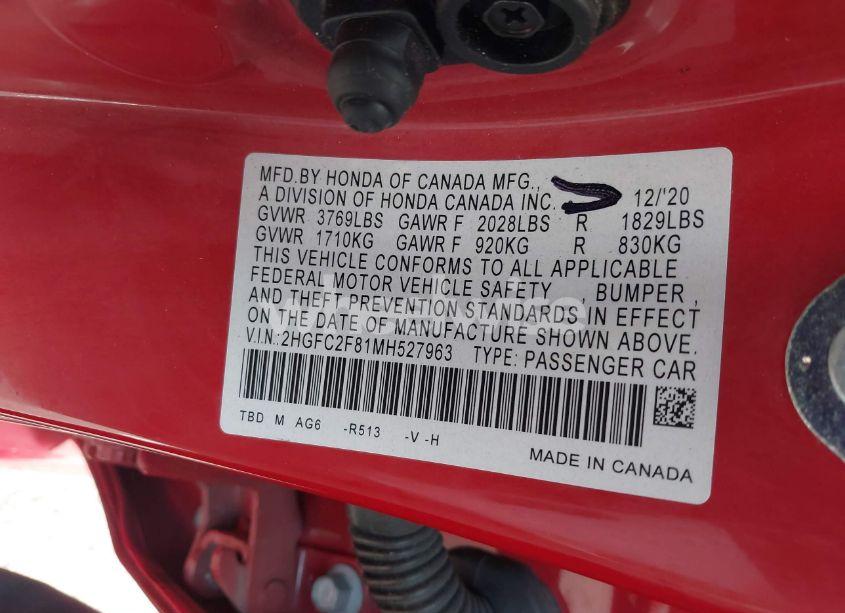 MFD.BY HONDA OF CANADA MFG.,
A DIVISION OF HONDA CANADA INC. 12/'20
GVWR 3769LBS GAWR F 2028LBS R 1829LBS
GVWR 1710KG GAWR F 920KG R 830KG
THIS VEHICLE CONFORMS TO ALL APPLICABLE
FEDERAL MOTOR VEHICLE SAFETY , BUMPER ,
AND THEFT PREVENTION STANDARDS IN EFFECT
ON THE DATE OF MANUFACTURE SHOWN ABOVE.
V.I.N.:2HGFC2F81MH527963 TYPE: PASSENGER CAR
TBD M AG6 -R513 -V -H
MADE IN CANADA